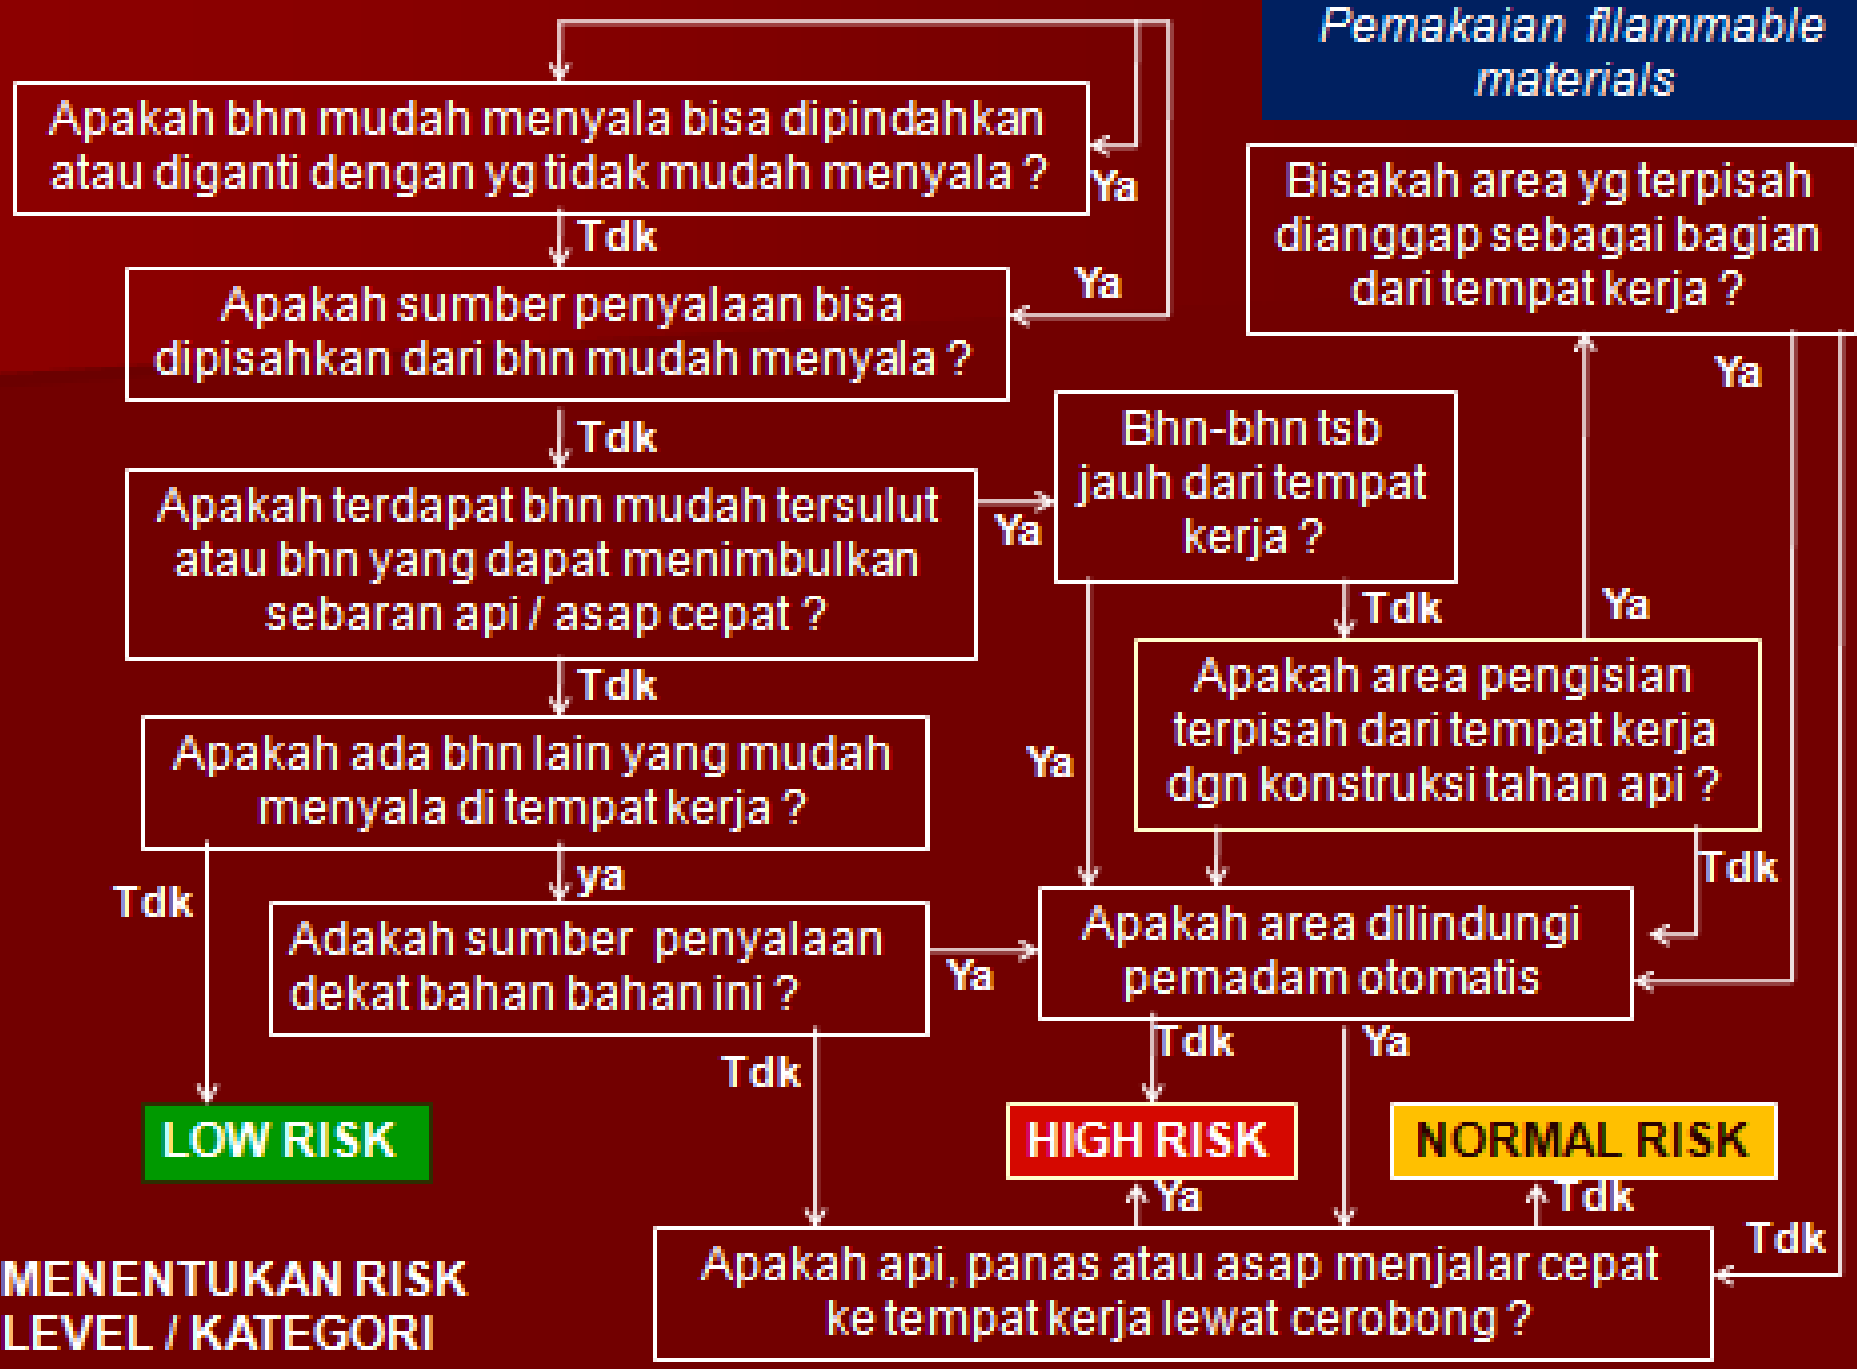 Pemakaian fllammable
materials
Apakah bhn mudah menyala bisa dipindahkan
atau diganti dengan yg tidak mudah menyala ?
Ya
Tdk
Apakah sumber penyalaan bisa
dipisahkan dari bhn mudah menyala ?
Ya
Tdk
Bisakah area yg terpisah
dianggap sebagai bagian
dari tempat kerja ?
Ya
Apakah terdapat bhn mudah tersulut
atau bhn yang dapat menimbulkan
sebaran api / asap cepat ?
Ya
Tdk
Bhn-bhn tsb
jauh dari tempat
kerja ?
Tdk
Ya
Ya
Apakah area pengisian
terpisah dari tempat kerja
dgn konstruksi tahan api ?
Tdk
Apakah ada bhn lain yang mudah
menyala di tempat kerja ?
Tdk
ya
Adakah sumber penyalaan
dekat bahan bahan ini ?
Ya
Tdk
Apakah area dilindungi
pemadam otomatis
Tdk
Ya
LOW RISK
HIGH RISK
NORMAL RISK
Ya
Tdk
Tdk
Apakah api, panas atau asap menjalar cepat
ke tempat kerja lewat cerobong ?
MENENTUKAN RISK
LEVEL / KATEGORI